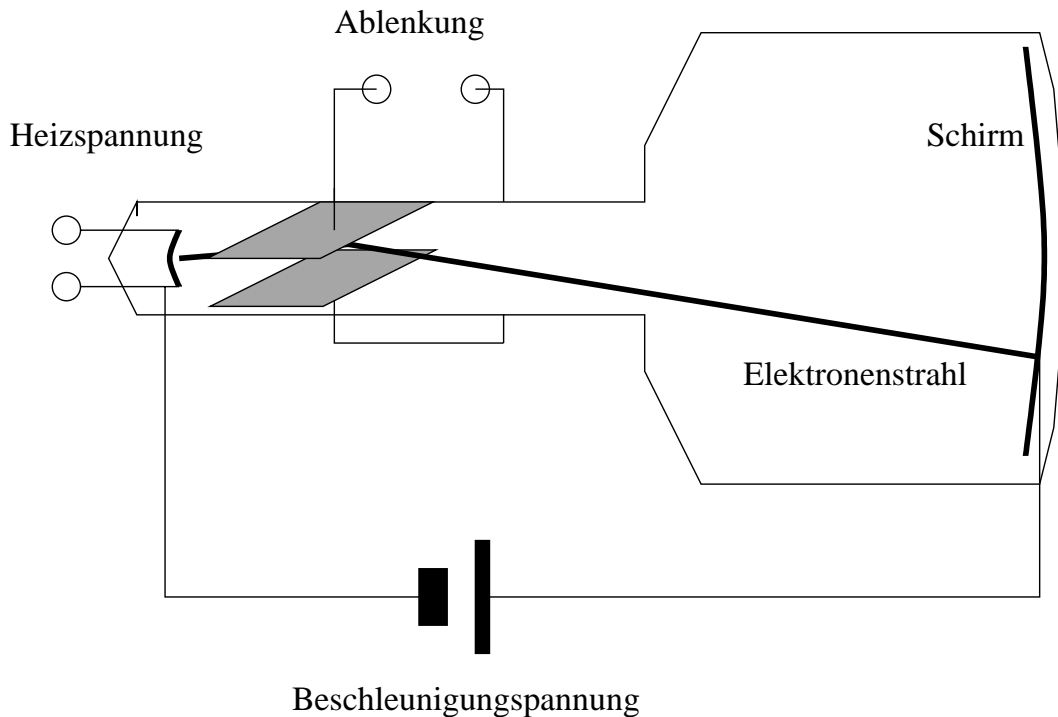 Ablenkung
Heizspannung
Schirm
Elektronenstrahl
Beschleunigungspannung